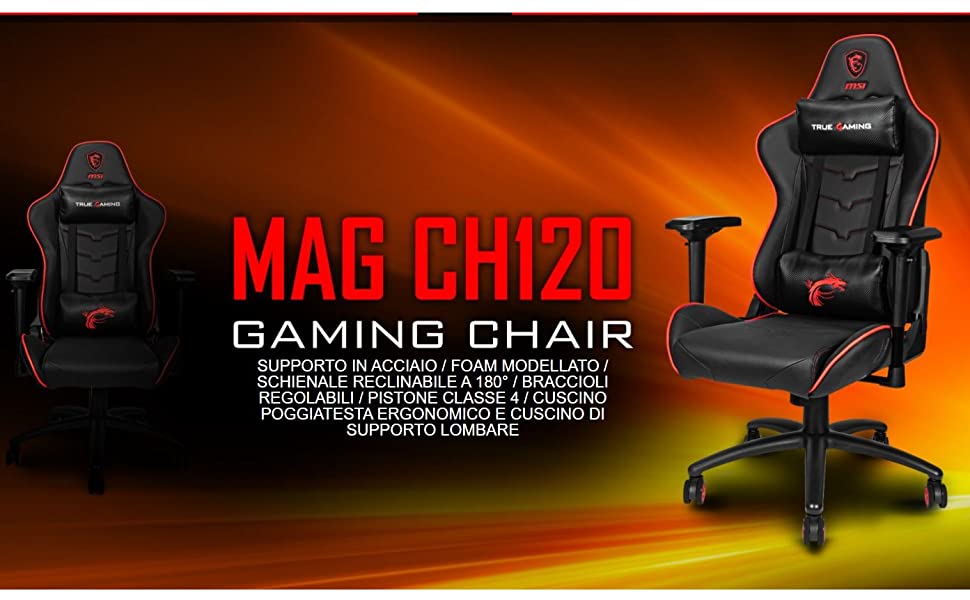 MAG CH120
GAMING CHAIR
SUPPORTO IN ACCIAIO / FOAM MODELLATO /
SCHIENALE RECLINABILE A 180° / BRACCIOLI
REGOLABILI / PISTONE CLASSE 4 / CUSCINO
POGGIATESTA ERGONOMICO E CUSCINO DI
SUPPORTO LOMBARE
msi
TRUE GAMING
msi
TRUE GAMING